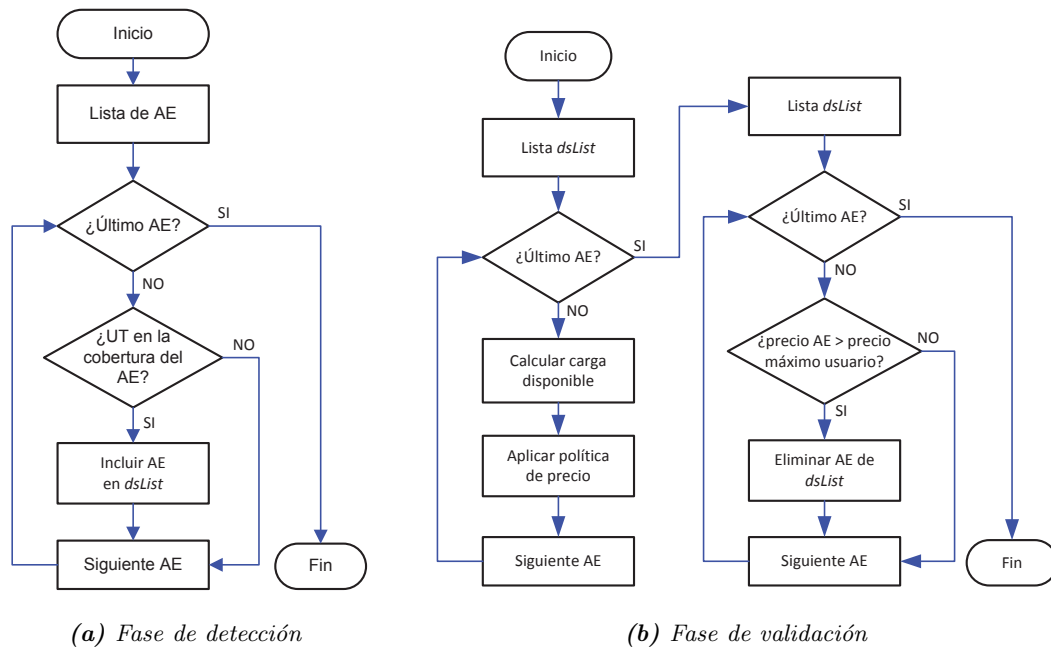 Inicio
Lista de AE
¿Último AE?
SI
NO
¿UT en la
cobertura del
AE?
NO
SI
Incluir AE
en dsList
Siguiente AE
Fin
(a) Fase de detección
Inicio
Lista dsList
¿Último AE?
SI
NO
Calcular carga
disponible
Aplicar política
de precio
Siguiente AE
Lista dsList
¿Último AE?
SI
NO
¿precio AE > precio
máximo usuario?
NO
SI
Eliminar AE de
dsList
Siguiente AE
Fin
(b) Fase de validación